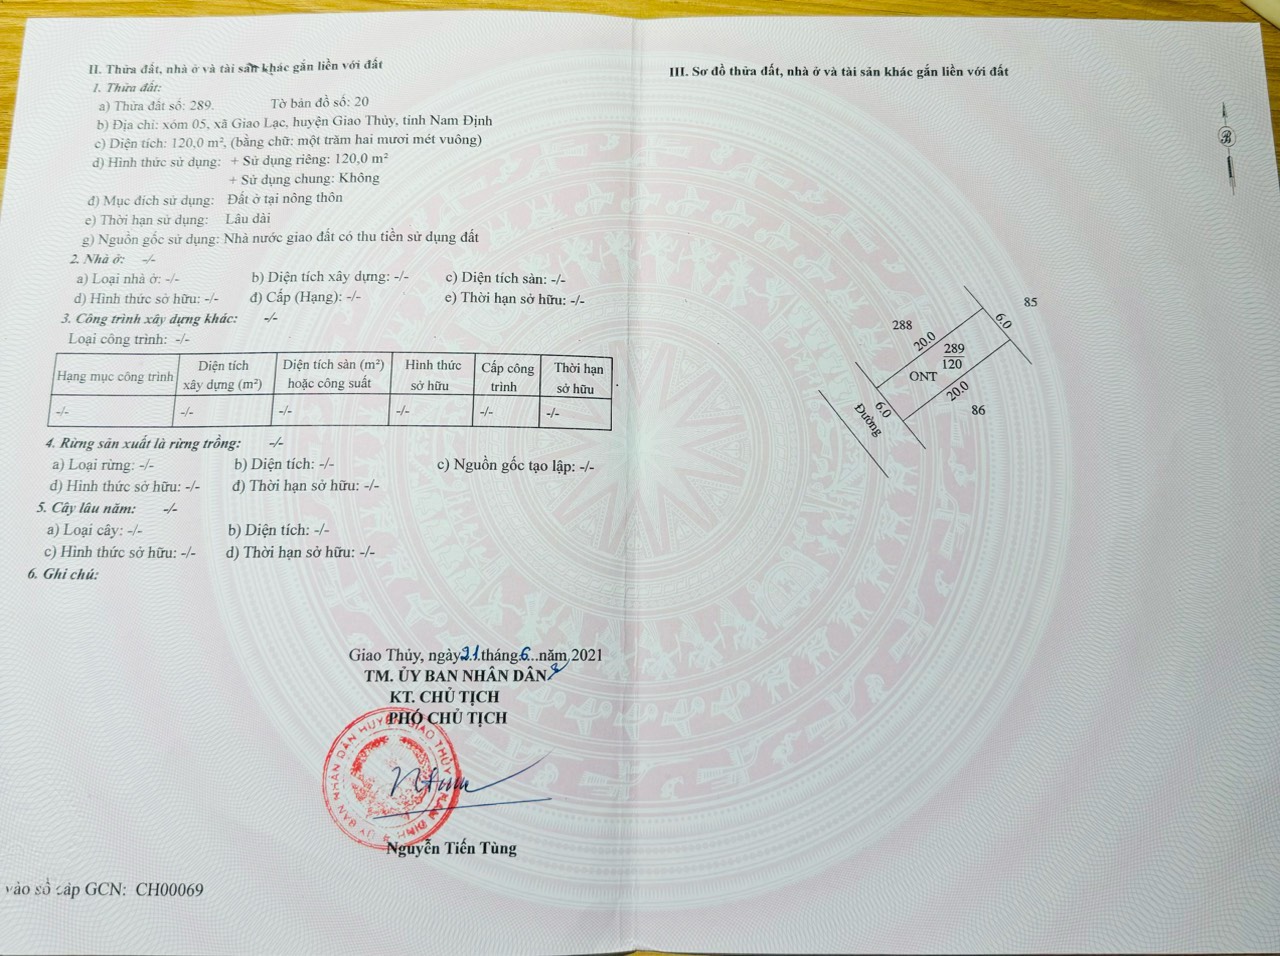 II. Thửa đất, nhà ở và tài sản khác gắn liền với đất
1. Thửa đất:
a) Thửa đất số: 289. Tờ bản đồ số: 20
b) Địa chỉ: xóm 05, xã Giao Lạc, huyện Giao Thủy, tỉnh Nam Định
c) Diện tích: 120,0 m², (bằng chữ: một trăm hai mươi mét vuông)
d) Hình thức sử dụng: + Sử dụng riêng: 120,0 m²
+ Sử dụng chung: Không
đ) Mục đích sử dụng: Đất ở tại nông thôn
e) Thời hạn sử dụng: Lâu dài
g) Nguồn gốc sử dụng: Nhà nước giao đất có thu tiền sử dụng đất
2. Nhà ở: -/-
a) Loại nhà ở: -/- b) Diện tích xây dựng: -/- c) Diện tích sàn: -/-
d) Hình thức sở hữu: -/- đ) Cấp (Hạng): -/- e) Thời hạn sở hữu: -/-
3. Công trình xây dựng khác: -/-
Loại công trình: -/-
Hạng mục công trình Diện tích xây dựng (m²) Diện tích sàn (m²) hoặc công suất Hình thức sở hữu Cấp công trình Thời hạn sở hữu
-/- -/- -/- -/- -/- -/-
4. Rừng sản xuất là rừng trồng: -/-
a) Loại rừng: -/- b) Diện tích: -/- c) Nguồn gốc tạo lập: -/-
d) Hình thức sở hữu: -/- đ) Thời hạn sở hữu: -/-
5. Cây lâu năm: -/-
a) Loại cây: -/- b) Diện tích: -/-
c) Hình thức sở hữu: -/- d) Thời hạn sở hữu: -/-
6. Ghi chú:
Giao Thủy, ngày 21 tháng 6 năm 2021
TM. ỦY BAN NHÂN DÂN
KT. CHỦ TỊCH
PHÓ CHỦ TỊCH
ỦY BAN NHÂN DÂN HUYỆN GIAO THỦY NAM ĐỊNH
Nguyễn Tiến Tùng
vào sổ cấp GCN: CH00069
III. Sơ đồ thửa đất, nhà ở và tài sản khác gắn liền với đất
B
85
288
6.0
20.0
289
120
ONT
20.0
6.0
86
Đường